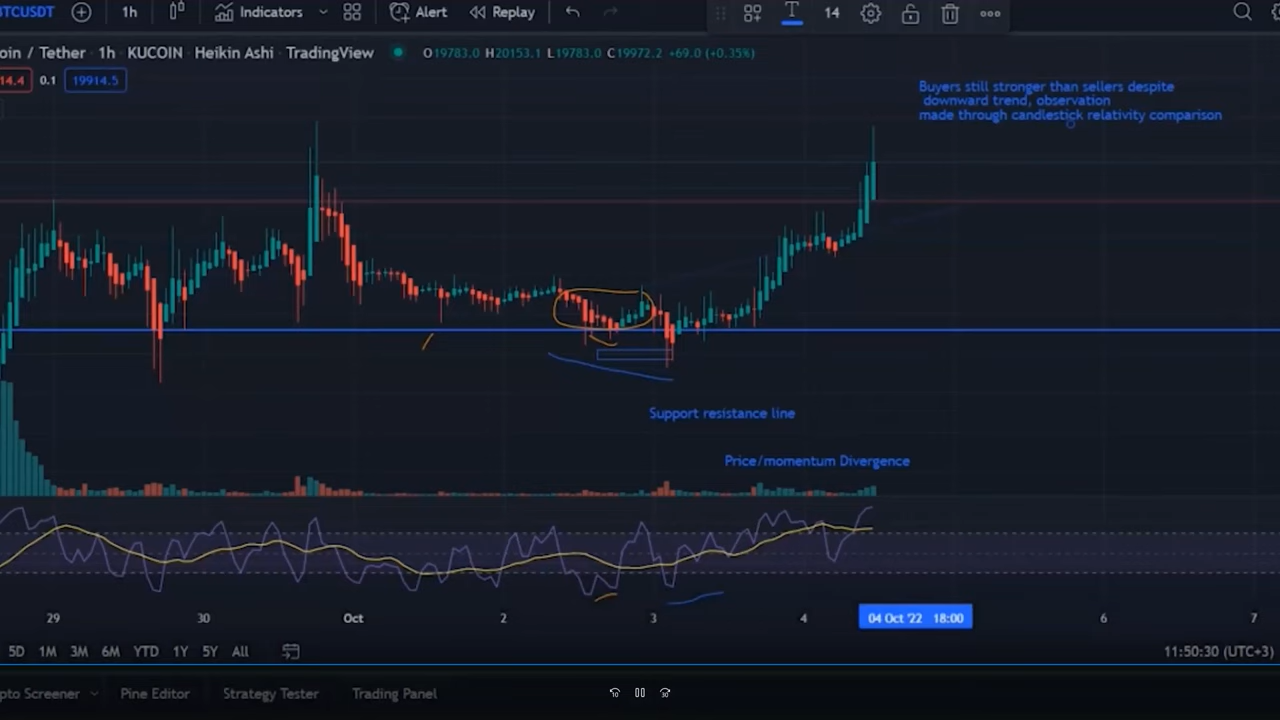 BTCUSDT 1h Indicators Alert Replay 14
oin / Tether 1h KUCOIN Heikin Ashi TradingView O19783.0 H20153.1 L19783.0 C19972.2 +69.0 (+0.35%)
14.4 0.1 19914.5
Buyers still stronger than sellers despite
downward trend, observation
made through candlestick relativity comparison
Support resistance line
Price/momentum Divergence
29 30 Oct 2 3 4 04 Oct '22 18:00 6 7
5D 1M 3M 6M YTD 1Y 5Y All 11:50:30 (UTC+3)
pto Screener Pine Editor Strategy Tester Trading Panel